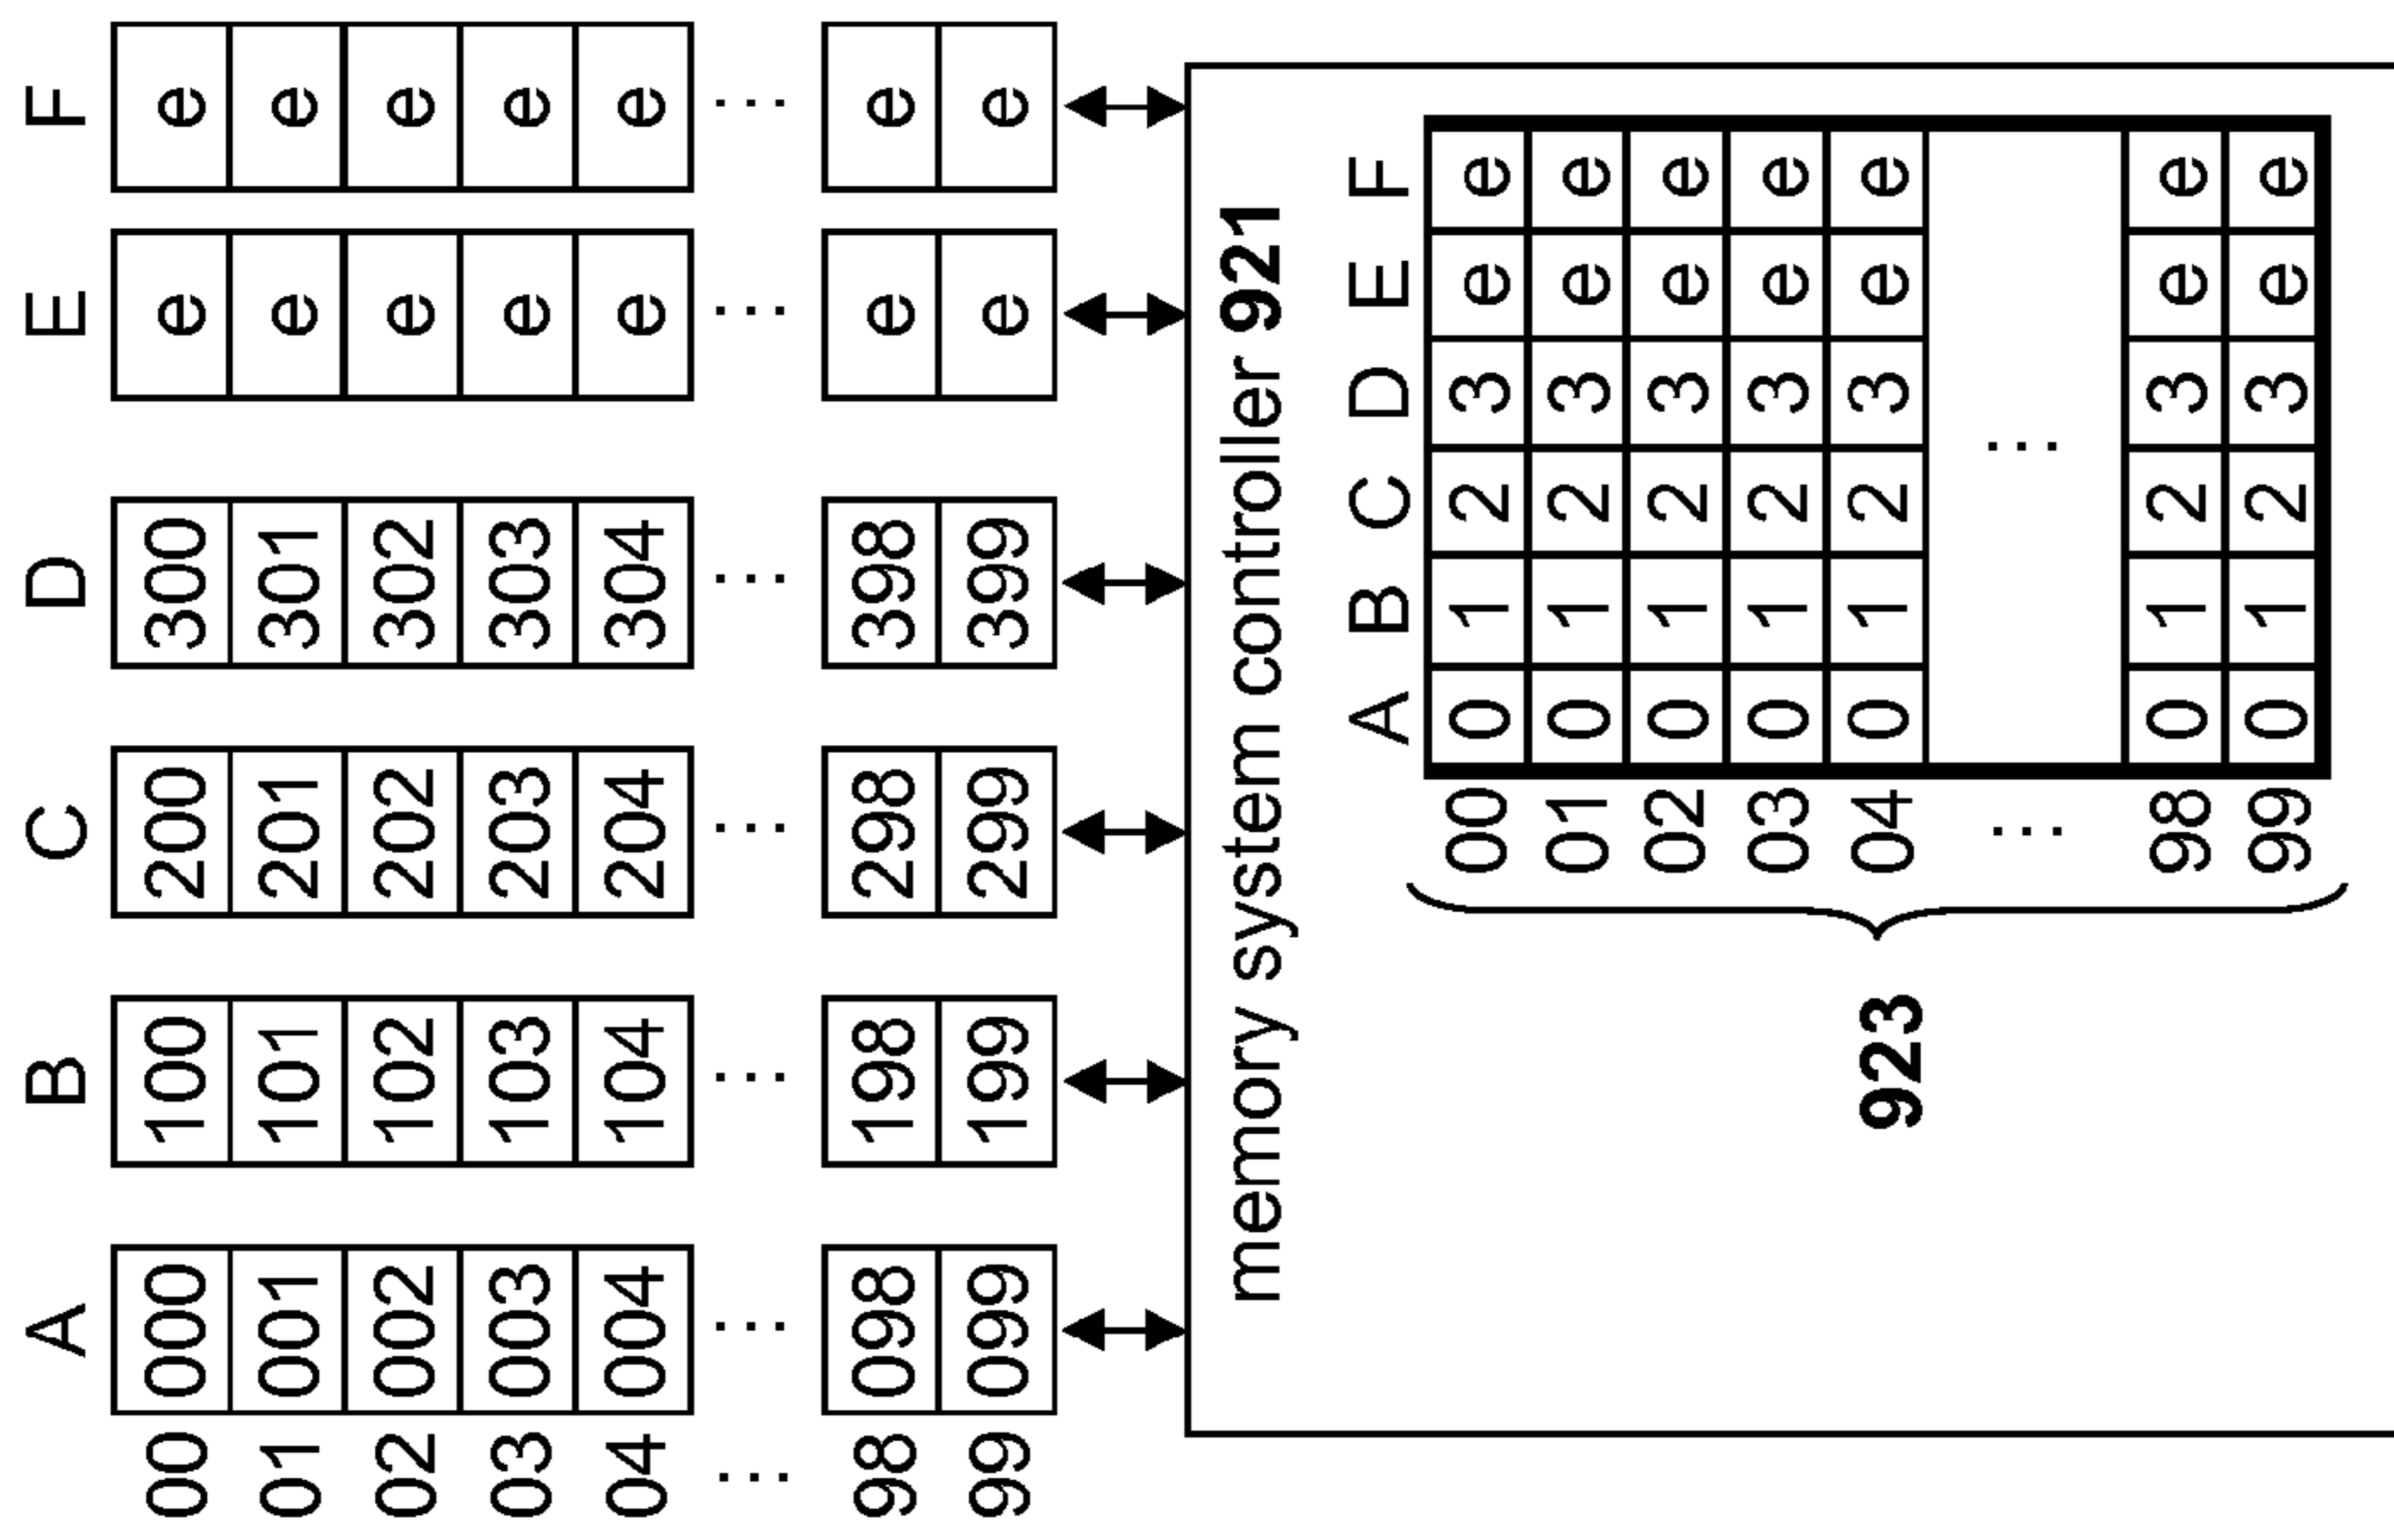 A B C D E F
00 000 100 200 300 e e
01 001 101 201 301 e e
02 002 102 202 302 e e
03 003 103 203 303 e e
04 004 104 204 304 e e
... ... ... ... ... ... ...
98 098 198 298 398 e e
99 099 199 299 399 e e
memory system controller 921
A B C D E F
00 0 1 2 3 e e
01 0 1 2 3 e e
02 0 1 2 3 e e
03 0 1 2 3 e e
04 0 1 2 3 e e
... ...
98 0 1 2 3 e e
99 0 1 2 3 e e
923